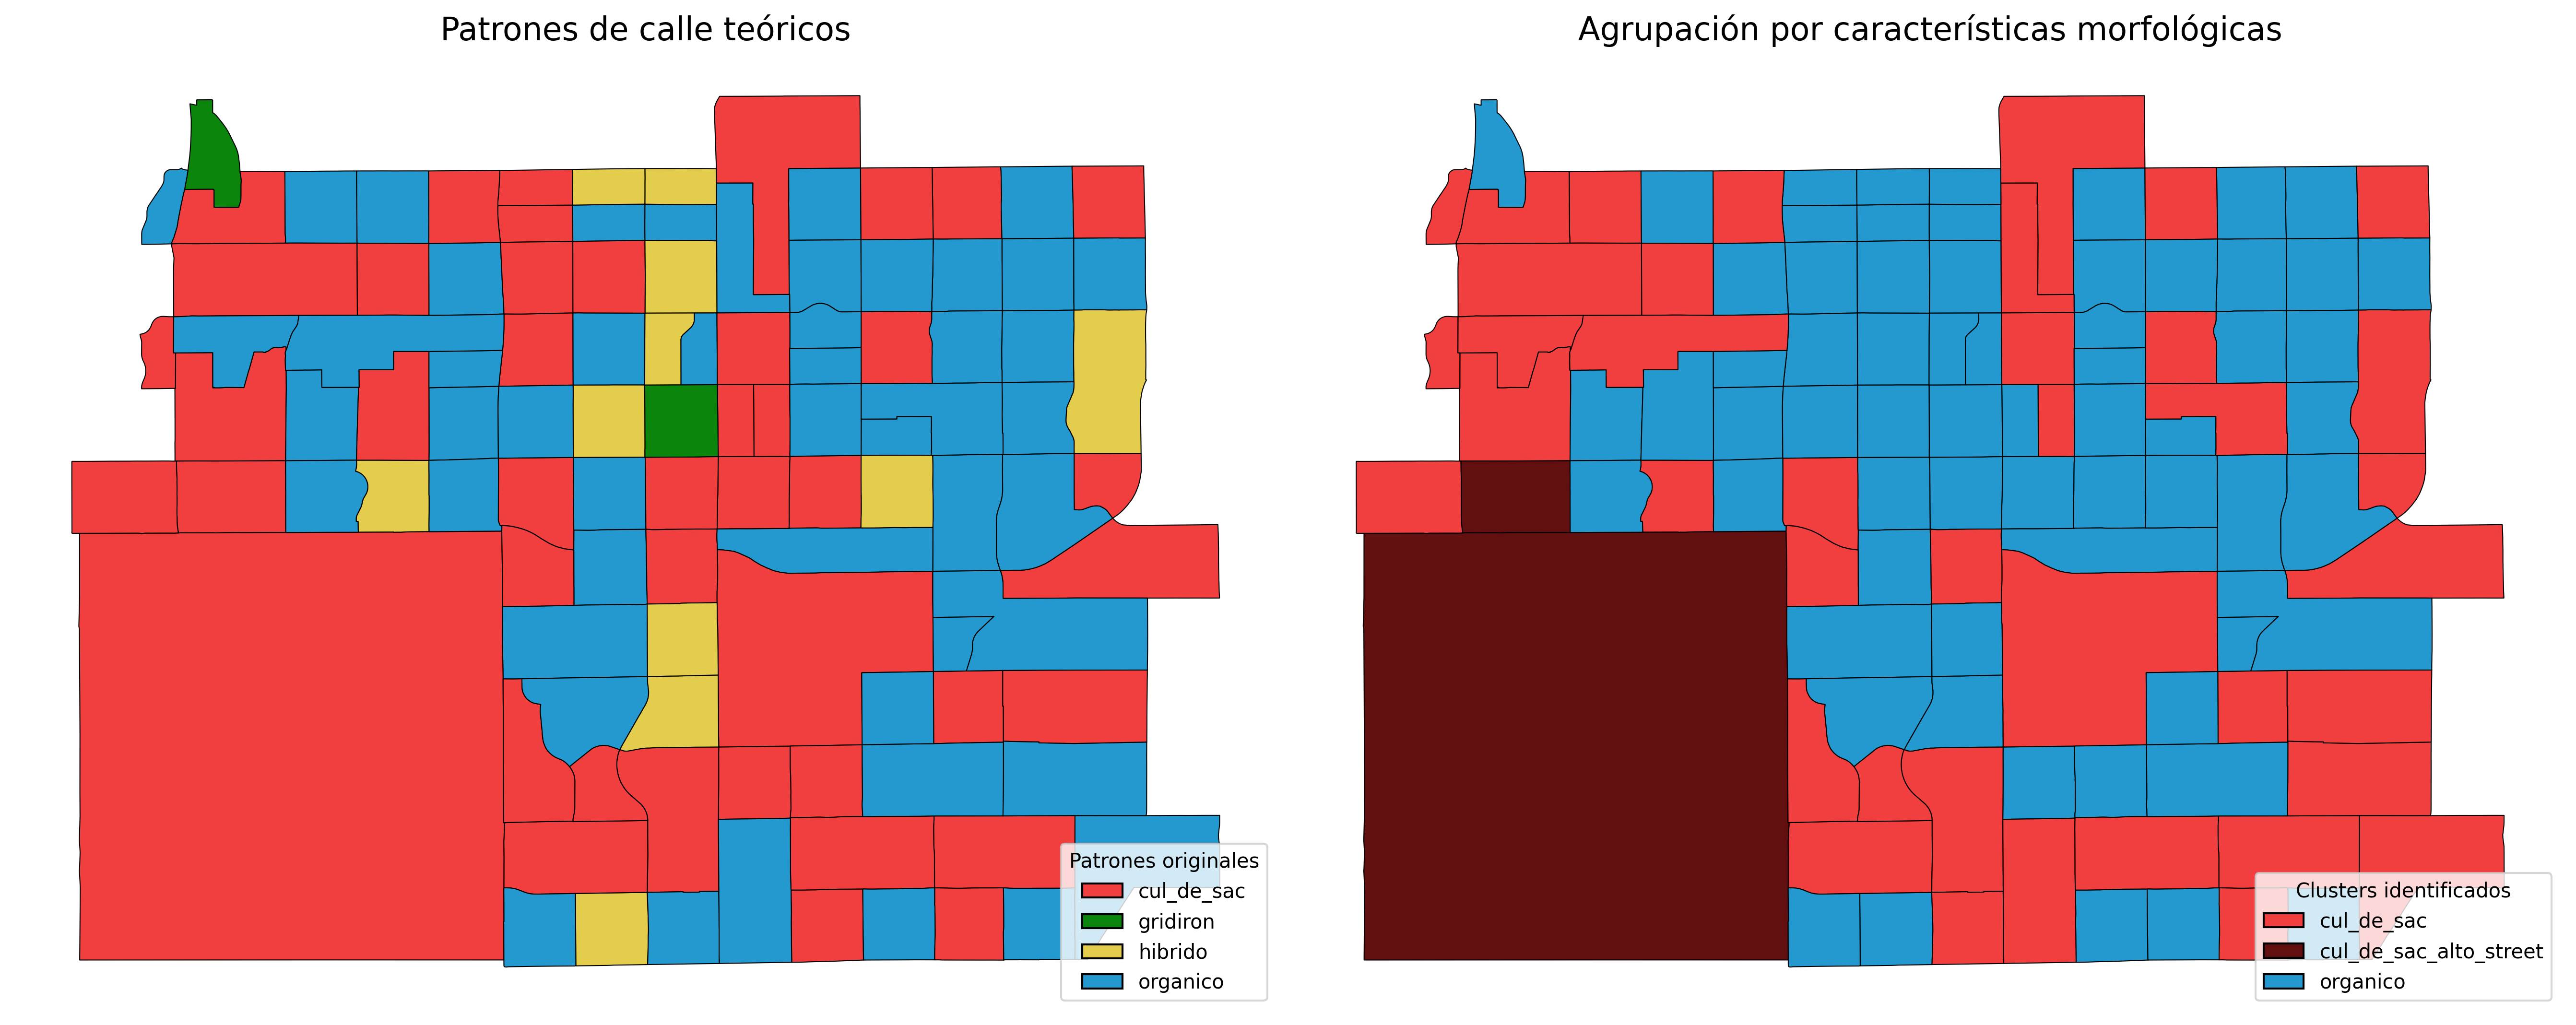 Patrones de calle teóricos
Agrupación por características morfológicas
Patrones originales
cul_de_sac
gridiron
hibrido
organico
Clusters identificados
cul_de_sac
cul_de_sac_alto_street
organico